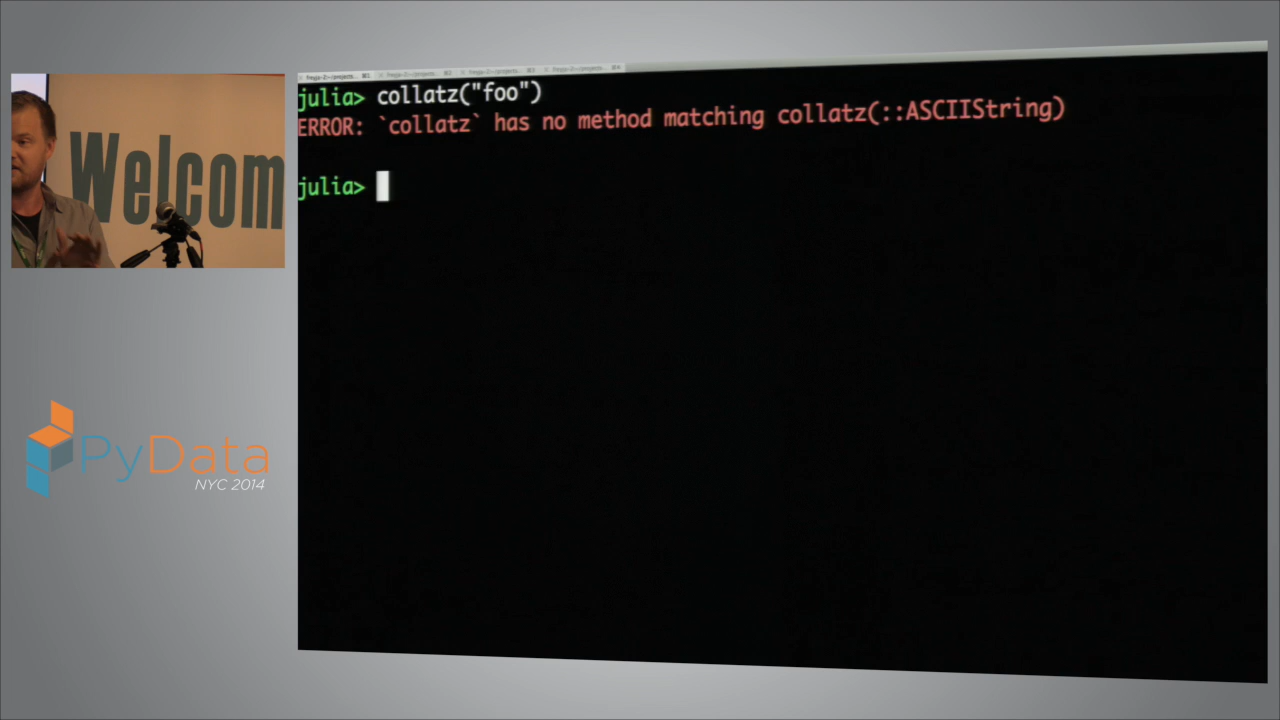 julia> collatz("foo")
ERROR: `collatz` has no method matching collatz(::ASCIIString)
julia>
Welcom
PyData
NYC 2014